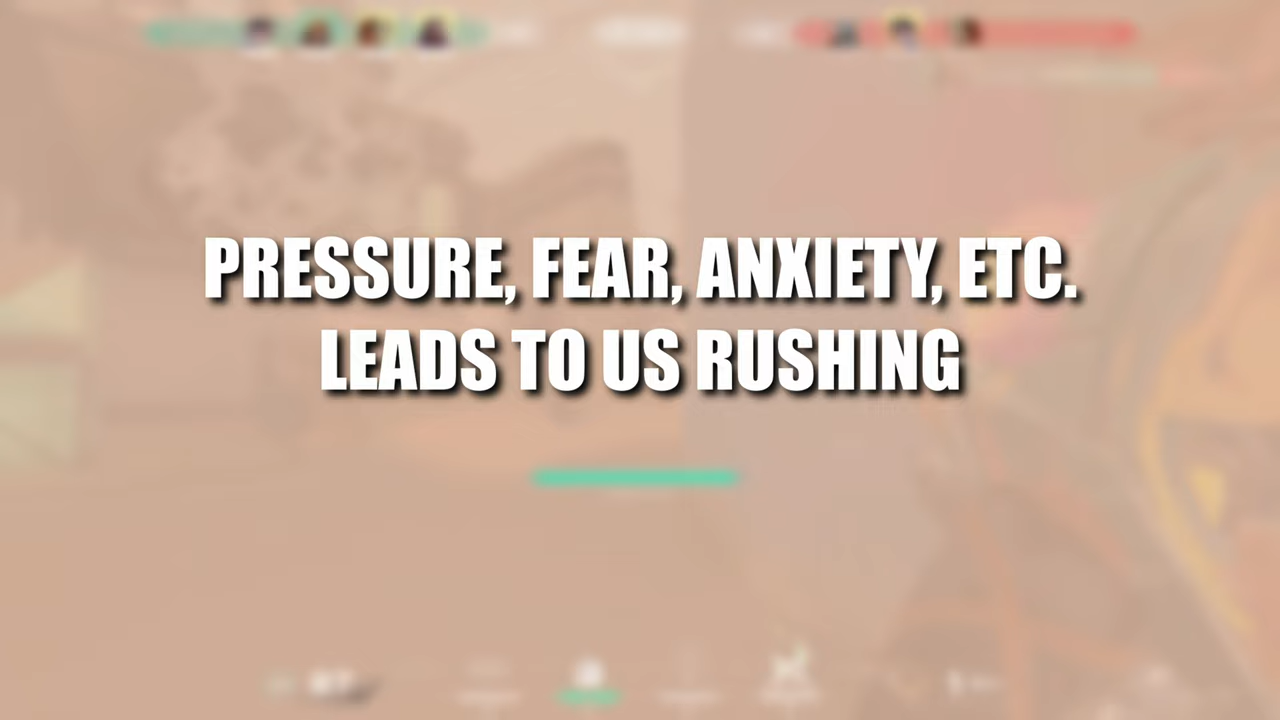 PRESSURE, FEAR, ANXIETY, ETC.
LEADS TO US RUSHING